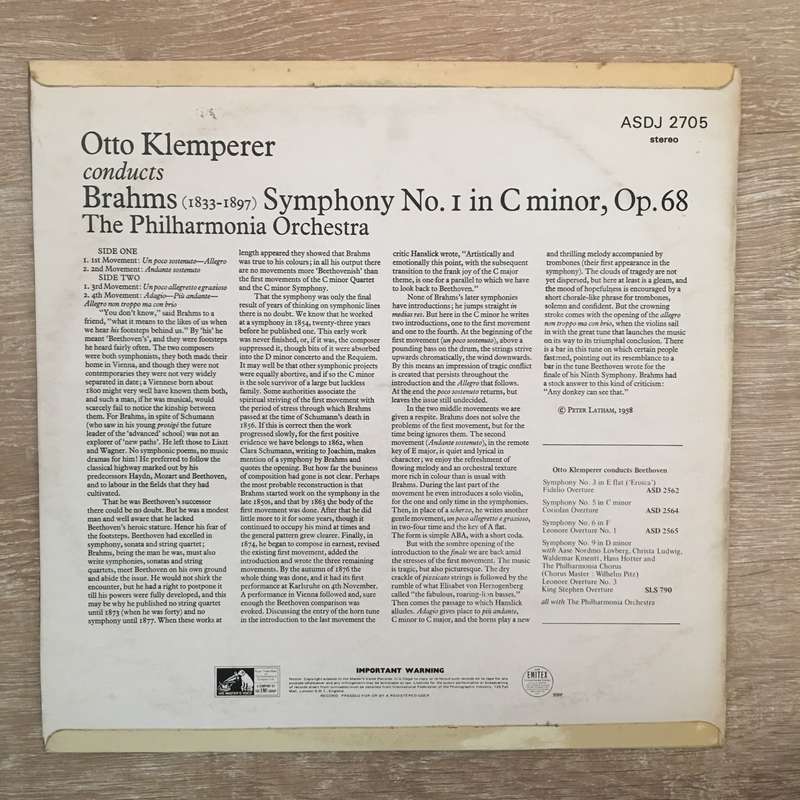 ASDJ 2705
stereo
Otto Klemperer
conducts
Brahms (1833-1897) Symphony No. 1 in C minor, Op. 68
The Philharmonia Orchestra
SIDE ONE
1. 1st Movement: Un poco sostenuto—Allegro
2. 2nd Movement: Andante sostenuto
SIDE TWO
1. 3rd Movement: Un poco allegretto e grazioso
2. 4th Movement: Adagio—Più andante—
Allegro non troppo ma con brio
"You don't know," said Brahms to a
friend, "what it means to the likes of us when
we hear his footsteps behind us." By 'his' he
meant 'Beethoven's', and they were footsteps
he heard fairly often. The two composers
were both symphonists, they both made their
home in Vienna, and though they were not
contemporaries they were not very widely
separated in date; a Viennese born about
1800 might very well have known them both,
and such a man, if he was musical, would
scarcely fail to notice the kinship between
them. For Brahms, in spite of Schumann
(who saw in his young protégé the future
leader of the 'advanced' school) was not an
explorer of 'new paths'. He left those to Liszt
and Wagner. No symphonic poems, no music
dramas for him! He preferred to follow the
classical highway marked out by his
predecessors Haydn, Mozart and Beethoven,
and to labour in the fields that they had
cultivated.
That he was Beethoven's successor
there could be no doubt. But he was a modest
man and well aware that he lacked
Beethoven's heroic stature. Hence his fear of
the footsteps. Beethoven had excelled in
symphony, sonata and string quartet;
Brahms, being the man he was, must also
write symphonies, sonatas and string
quartets, meet Beethoven on his own ground
and abide the issue. He would not shirk the
encounter, but he had a right to postpone it
till his powers were fully developed, and this
may be why he published no string quartet
until 1873 (when he was forty) and no
symphony until 1877. When these works at
length appeared they showed that Brahms
was true to his colours; in all his output there
are no movements more 'Beethovenish' than
the first movements of the C minor Quartet
and the C minor Symphony.
That the symphony was only the final
result of years of thinking on symphonic lines
there is no doubt. We know that he worked
at a symphony in 1854, twenty-three years
before he published one. This early work
was never finished, or, if it was, the composer
suppressed it, though bits of it were absorbed
into the D minor concerto and the Requiem.
It may well be that other symphonic projects
were equally abortive, and if so the C minor
is the sole survivor of a large but luckless
family. Some authorities associate the
spiritual striving of the first movement with
the period of stress through which Brahms
passed at the time of Schumann's death in
1856. If this is correct then the work
progressed slowly, for the first positive
evidence we have belongs to 1862, when
Clara Schumann, writing to Joachim, makes
mention of a symphony by Brahms and
quotes the opening. But how far the business
of composition had gone is not clear. Perhaps
the most probable reconstruction is that
Brahms started work on the symphony in the
late 1850s, and that by 1863 the body of the
first movement was done. After that he did
little more to it for some years, though it
continued to occupy his mind at times and
the general pattern grew clearer. Finally, in
1874, he began to compose in earnest, revised
the existing first movement, added the
introduction and wrote the three remaining
movements. By the autumn of 1876 the
whole thing was done, and it had its first
performance at Karlsruhe on 4th November.
A performance in Vienna followed and, sure
enough the Beethoven comparison was
evoked. Discussing the entry of the horn tune
in the introduction to the last movement the
critic Hanslick wrote, "Artistically and
emotionally this point, with the subsequent
transition to the frank joy of the C major
theme, is one for a parallel to which we have
to look back to Beethoven."
None of Brahms's later symphonies
have introductions; he jumps straight in
medias res. But here in the C minor he writes
two introductions, one to the first movement
and one to the fourth. At the beginning of the
first movement (un poco sostenuto), above a
pounding bass on the drum, the strings strive
upwards chromatically, the wind downwards.
By this means an impression of tragic conflict
is created that persists throughout the
introduction and the Allegro that follows.
At the end the poco sostenuto returns, but
leaves the issue still undecided.
In the two middle movements we are
given a respite. Brahms does not solve the
problems of the first movement, but for the
time being ignores them. The second
movement (Andante sostenuto), in the remote
key of E major, is quiet and lyrical in
character; we enjoy the refreshment of
flowing melody and an orchestral texture
more rich in colour than is usual with
Brahms. During the last part of the
movement he even introduces a solo violin,
for the one and only time in the symphonies.
Then, in place of a scherzo, he writes another
gentle movement, un poco allegretto e grazioso,
in two-four time and the key of A flat.
The form is simple ABA, with a short coda.
But with the sombre opening of the
introduction to the finale we are back amid
the stresses of the first movement. The music
is tragic, but also picturesque. The dry
crackle of pizzicato strings is followed by the
rumble of what Elisabet von Herzogenberg
called "the fabulous, roaring-lion basses."
Then comes the passage to which Hanslick
alludes. Adagio gives place to più andante,
C minor to C major, and the horns play a new
and thrilling melody accompanied by
trombones (their first appearance in the
symphony). The clouds of tragedy are not
yet dispersed, but here at least is a gleam, and
the mood of hopefulness is encouraged by a
short chorale-like phrase for trombones,
solemn and confident. But the crowning
stroke comes with the opening of the allegro
non troppo ma con brio, when the violins sail
in with the great tune that launches the music
on its way to its triumphal conclusion. There
is a bar in this tune on which certain people
fastened, pointing out its resemblance to a
bar in the tune Beethoven wrote for the
finale of his Ninth Symphony. Brahms had
a stock answer to this kind of criticism:
"Any donkey can see that."
© PETER LATHAM, 1958
Otto Klemperer conducts Beethoven
Symphony No. 3 in E flat ('Eroica')
Fidelio Overture ASD 2562
Symphony No. 5 in C minor
Coriolan Overture ASD 2564
Symphony No. 6 in F
Leonore Overture No. 1 ASD 2565
Symphony No. 9 in D minor
with Aase Nordmo Lovberg, Christa Ludwig,
Waldemar Kmentt, Hans Hotter and
The Philharmonia Chorus
(Chorus Master: Wilhelm Pitz)
Leonore Overture No. 3
King Stephen Overture SLS 790
all with The Philharmonia Orchestra
IMPORTANT WARNING
EMITEX